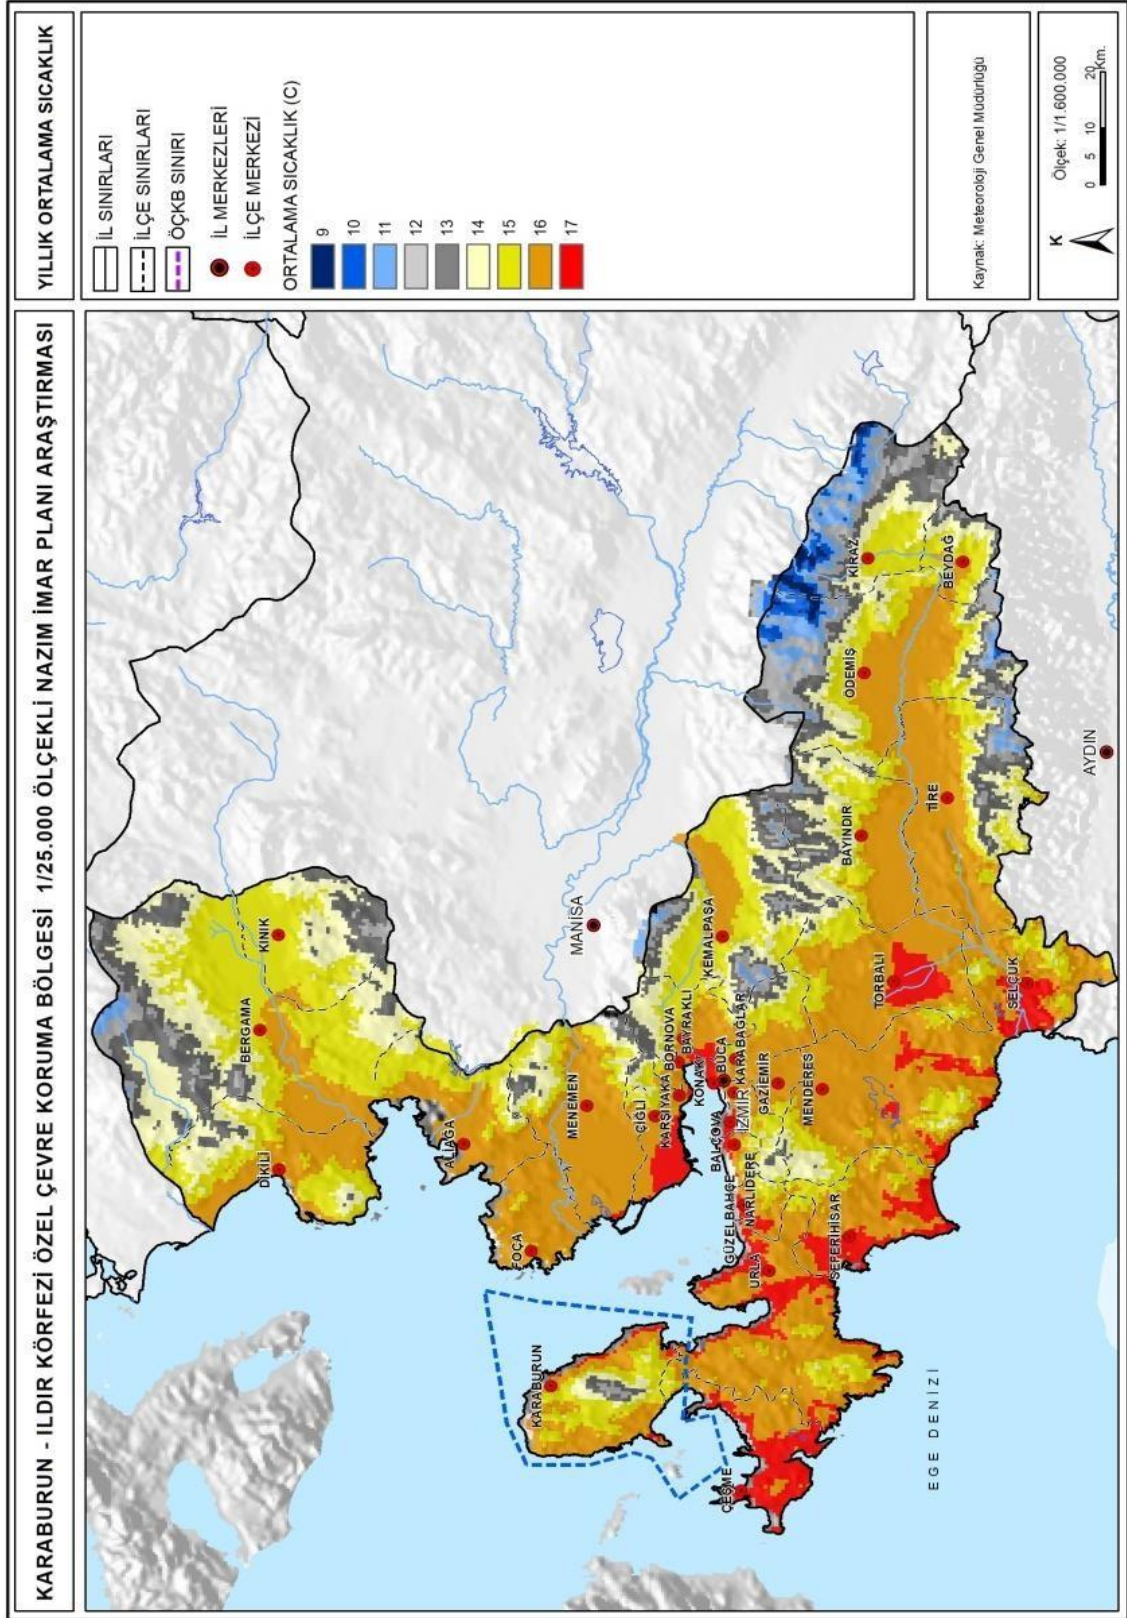 KARABURUN - ILDIR KÖRFEZİ ÖZEL ÇEVRE KORUMA BÖLGESİ 1/25.000 ÖLÇEKLİ NAZIM İMAR PLANI ARAŞTIRMASI
YILLIK ORTALAMA SICAKLIK
İL SINIRLARI
İLÇE SINIRLARI
ÖÇKB SINIRI
İL MERKEZLERİ
İLÇE MERKEZİ
ORTALAMA SICAKLIK (C)
9
10
11
12
13
14
15
16
17
Kaynak: Meteoroloji Genel Müdürlüğü
K
Ölçek: 1/1.600.000
0 5 10 20
Km.
KINIK
BERGAMA
DİKİLİ
ALİAĞA
FOÇA
MENEMEN
MANİSA
KARABURUN
ÇİĞLİ
KARŞIYAKA
BORNOVA
BAYRAKLI
KONAK
KEMALPAŞA
BUCA
KARABAĞLAR
İZMİR
BALÇOVA
NARLIDERE
GÜZELBAHÇE
URLA
ÇEŞME
GAZİEMİR
MENDERES
SEFERİHİSAR
KİRAZ
ÖDEMİŞ
BAYINDIR
BEYDAĞ
TİRE
TORBALI
SELÇUK
AYDIN
EGE DENİZİ